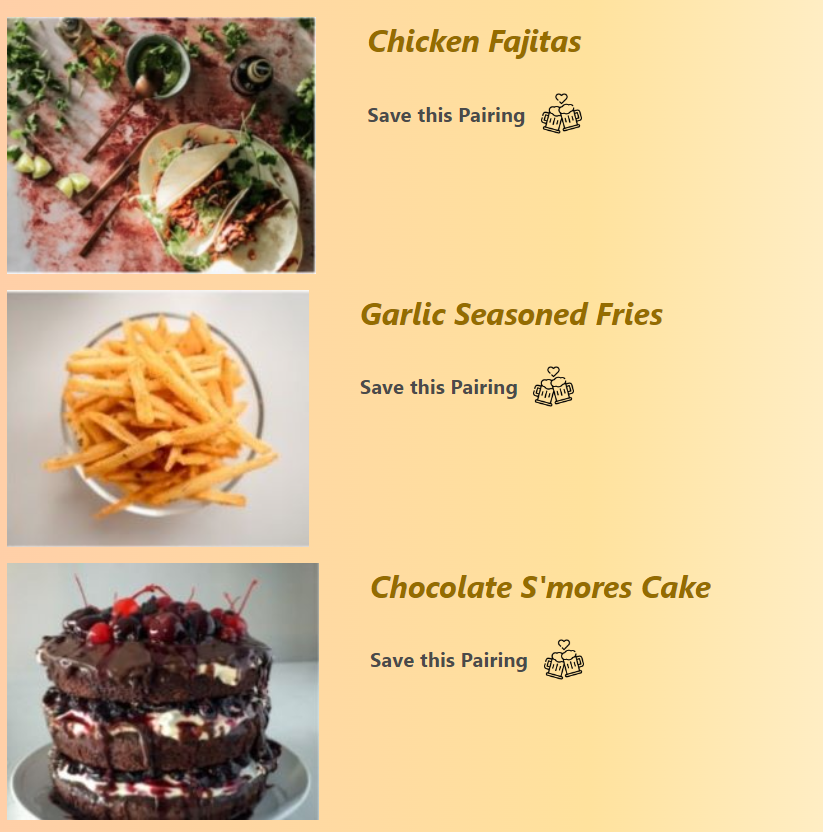 Chicken Fajitas
Save this Pairing
Garlic Seasoned Fries
Save this Pairing
Chocolate S'mores Cake
Save this Pairing